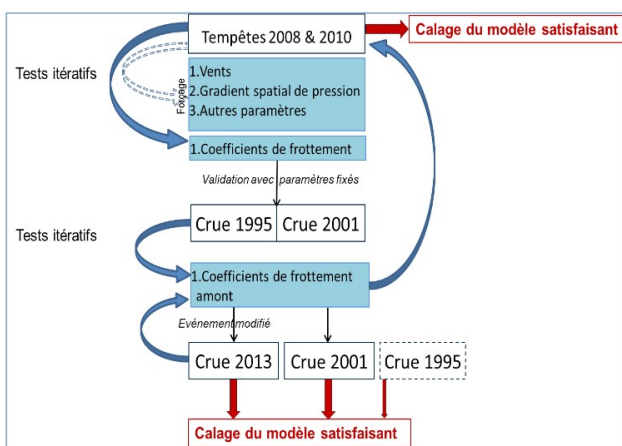 Tempêtes 2008 & 2010
Calage du modèle satisfaisant
Tests itératifs
Forçage
1.Vents
2.Gradient spatial de pression
3.Autres paramètres
1.Coefficients de frottement
Validation avec paramètres fixés
Crue 1995
Crue 2001
Tests itératifs
1.Coefficients de frottement
amont
Evénement modifié
Crue 2013
Crue 2001
Crue 1995
Calage du modèle satisfaisant